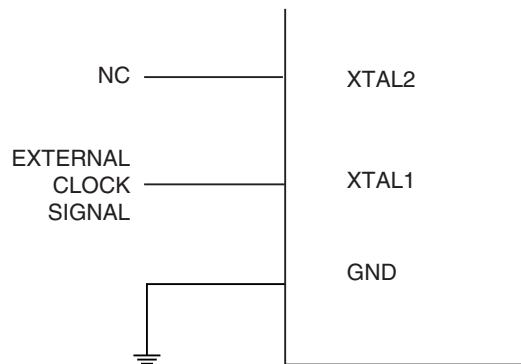 NC
XTAL2
EXTERNAL
CLOCK
SIGNAL
XTAL1
GND